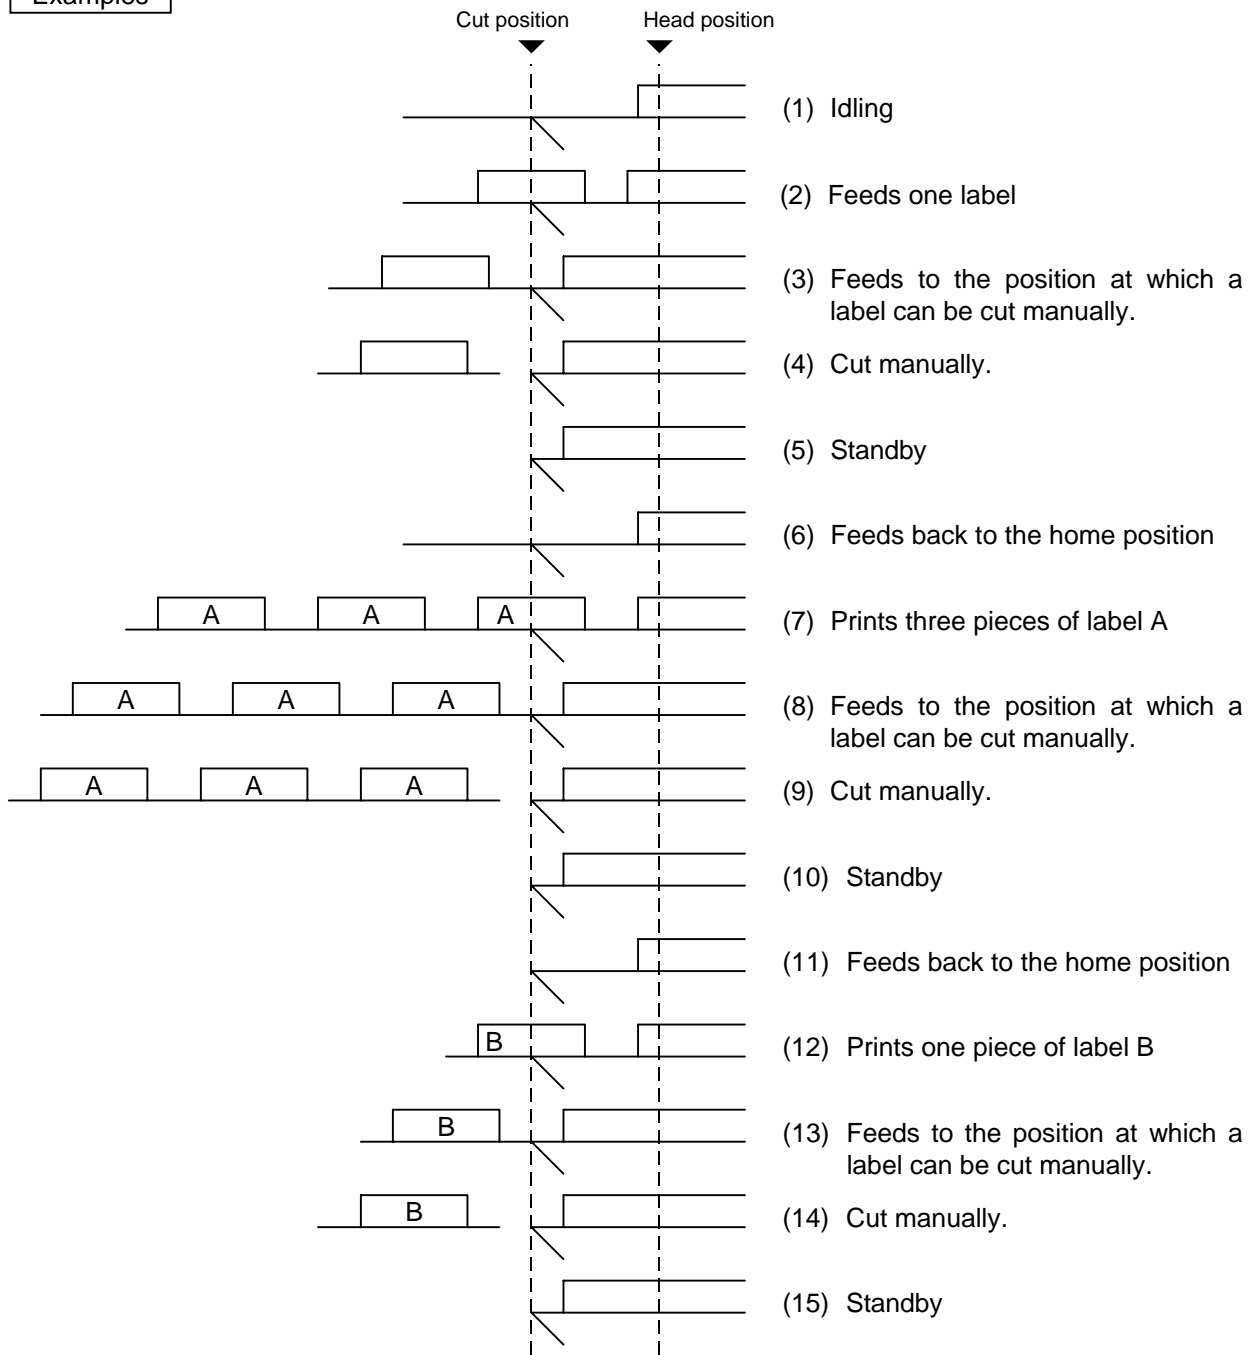 Examples
Cut position Head position
(1) Idling
(2) Feeds one label
(3) Feeds to the position at which a
label can be cut manually.
(4) Cut manually.
(5) Standby
(6) Feeds back to the home position
A A A
(7) Prints three pieces of label A
A A A
(8) Feeds to the position at which a
label can be cut manually.
A A A
(9) Cut manually.
(10) Standby
(11) Feeds back to the home position
B
(12) Prints one piece of label B
B
(13) Feeds to the position at which a
label can be cut manually.
B
(14) Cut manually.
(15) Standby